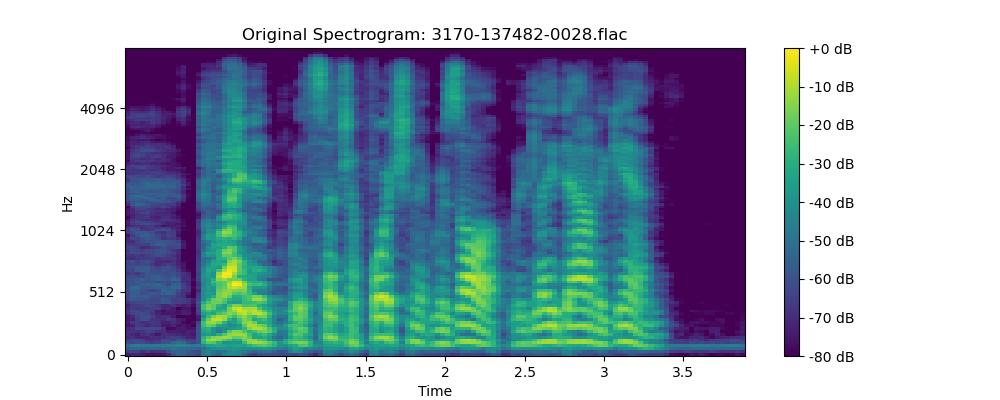 Original Spectrogram: 3170-137482-0028.flac
Hz
4096
2048
1024
512
0
0 0.5 1 1.5 2 2.5 3 3.5
Time
+0 dB
-10 dB
-20 dB
-30 dB
-40 dB
-50 dB
-60 dB
-70 dB
-80 dB